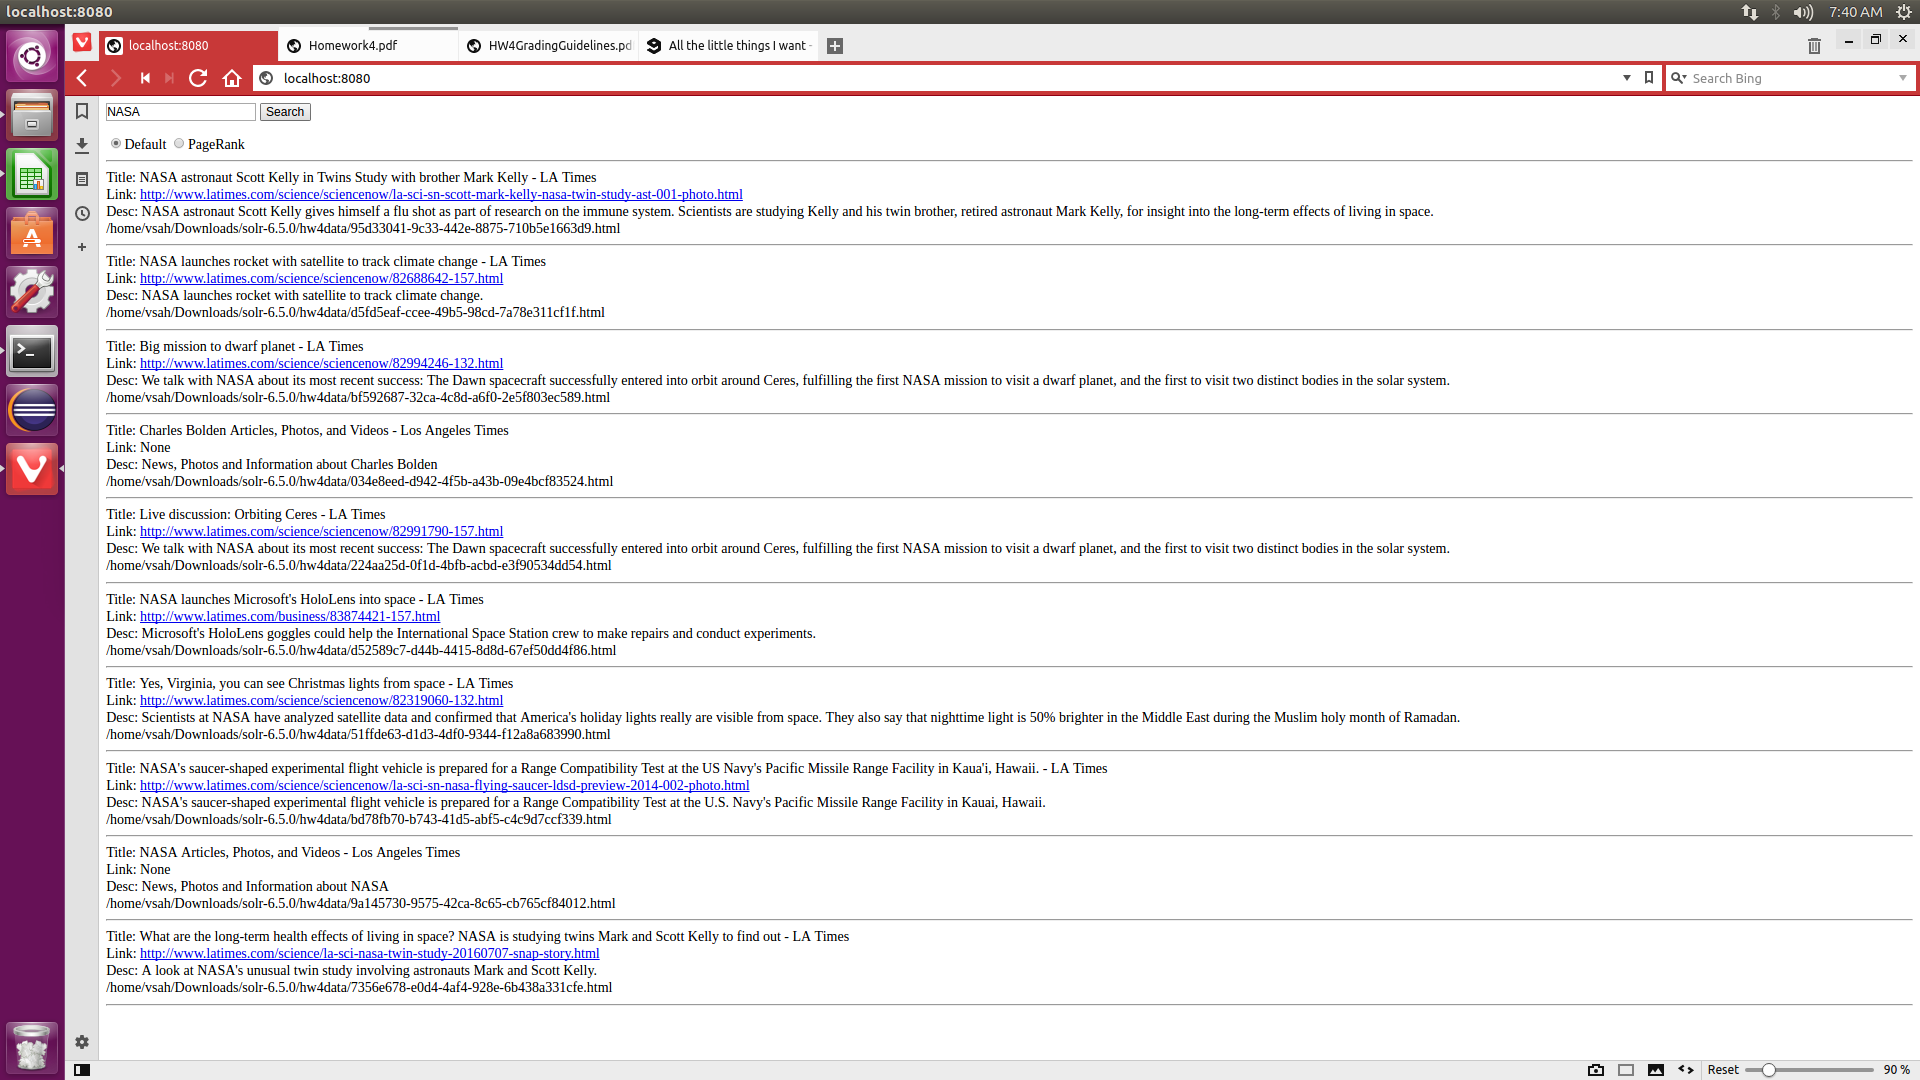 localhost:8080
7:40 AM
localhost:8080
Homework4.pdf
HW4GradingGuidelines.pd
All the little things I want
localhost:8080
Search Bing
NASA
Search
Default PageRank
Title: NASA astronaut Scott Kelly in Twins Study with brother Mark Kelly - LA Times
Link: http://www.latimes.com/science/sciencenow/la-sci-sn-scott-mark-kelly-nasa-twin-study-ast-001-photo.html
Desc: NASA astronaut Scott Kelly gives himself a flu shot as part of research on the immune system. Scientists are studying Kelly and his twin brother, retired astronaut Mark Kelly, for insight into the long-term effects of living in space.
/home/vsah/Downloads/solr-6.5.0/hw4data/95d33041-9c33-442e-8875-710b5e1663d9.html
Title: NASA launches rocket with satellite to track climate change - LA Times
Link: http://www.latimes.com/science/sciencenow/82688642-157.html
Desc: NASA launches rocket with satellite to track climate change.
/home/vsah/Downloads/solr-6.5.0/hw4data/d5fd5eaf-ccee-49b5-98cd-7a78e311cf1f.html
Title: Big mission to dwarf planet - LA Times
Link: http://www.latimes.com/science/sciencenow/82994246-132.html
Desc: We talk with NASA about its most recent success: The Dawn spacecraft successfully entered into orbit around Ceres, fulfilling the first NASA mission to visit a dwarf planet, and the first to visit two distinct bodies in the solar system.
/home/vsah/Downloads/solr-6.5.0/hw4data/bf592687-32ca-4c8d-a6f0-2e5f803ec589.html
Title: Charles Bolden Articles, Photos, and Videos - Los Angeles Times
Link: None
Desc: News, Photos and Information about Charles Bolden
/home/vsah/Downloads/solr-6.5.0/hw4data/034e8eed-d942-4f5b-a43b-09e4bcf83524.html
Title: Live discussion: Orbiting Ceres - LA Times
Link: http://www.latimes.com/science/sciencenow/82991790-157.html
Desc: We talk with NASA about its most recent success: The Dawn spacecraft successfully entered into orbit around Ceres, fulfilling the first NASA mission to visit a dwarf planet, and the first to visit two distinct bodies in the solar system.
/home/vsah/Downloads/solr-6.5.0/hw4data/224aa25d-0f1d-4bfb-acbd-e3f90534dd54.html
Title: NASA launches Microsoft's HoloLens into space - LA Times
Link: http://www.latimes.com/business/83874421-157.html
Desc: Microsoft's HoloLens goggles could help the International Space Station crew to make repairs and conduct experiments.
/home/vsah/Downloads/solr-6.5.0/hw4data/d52589c7-d44b-4415-8d8d-67ef50dd4f86.html
Title: Yes, Virginia, you can see Christmas lights from space - LA Times
Link: http://www.latimes.com/science/sciencenow/82319060-132.html
Desc: Scientists at NASA have analyzed satellite data and confirmed that America's holiday lights really are visible from space. They also say that nighttime light is 50% brighter in the Middle East during the Muslim holy month of Ramadan.
/home/vsah/Downloads/solr-6.5.0/hw4data/51ffde63-d1d3-4df0-9344-f12a8a683990.html
Title: NASA's saucer-shaped experimental flight vehicle is prepared for a Range Compatibility Test at the US Navy's Pacific Missile Range Facility in Kaua'i, Hawaii. - LA Times
Link: http://www.latimes.com/science/sciencenow/la-sci-sn-nasa-flying-saucer-ldsd-preview-2014-002-photo.html
Desc: NASA's saucer-shaped experimental flight vehicle is prepared for a Range Compatibility Test at the U.S. Navy's Pacific Missile Range Facility in Kauai, Hawaii.
/home/vsah/Downloads/solr-6.5.0/hw4data/bd78fb70-b743-41d5-abf5-c4c9d7ccf339.html
Title: NASA Articles, Photos, and Videos - Los Angeles Times
Link: None
Desc: News, Photos and Information about NASA
/home/vsah/Downloads/solr-6.5.0/hw4data/9a145730-9575-42ca-8c65-cb765cf84012.html
Title: What are the long-term health effects of living in space? NASA is studying twins Mark and Scott Kelly to find out - LA Times
Link: http://www.latimes.com/science/la-sci-nasa-twin-study-20160707-snap-story.html
Desc: A look at NASA's unusual twin study involving astronauts Mark and Scott Kelly.
/home/vsah/Downloads/solr-6.5.0/hw4data/7356e678-e0d4-4af4-928e-6b438a331cfe.html
Reset
90 %